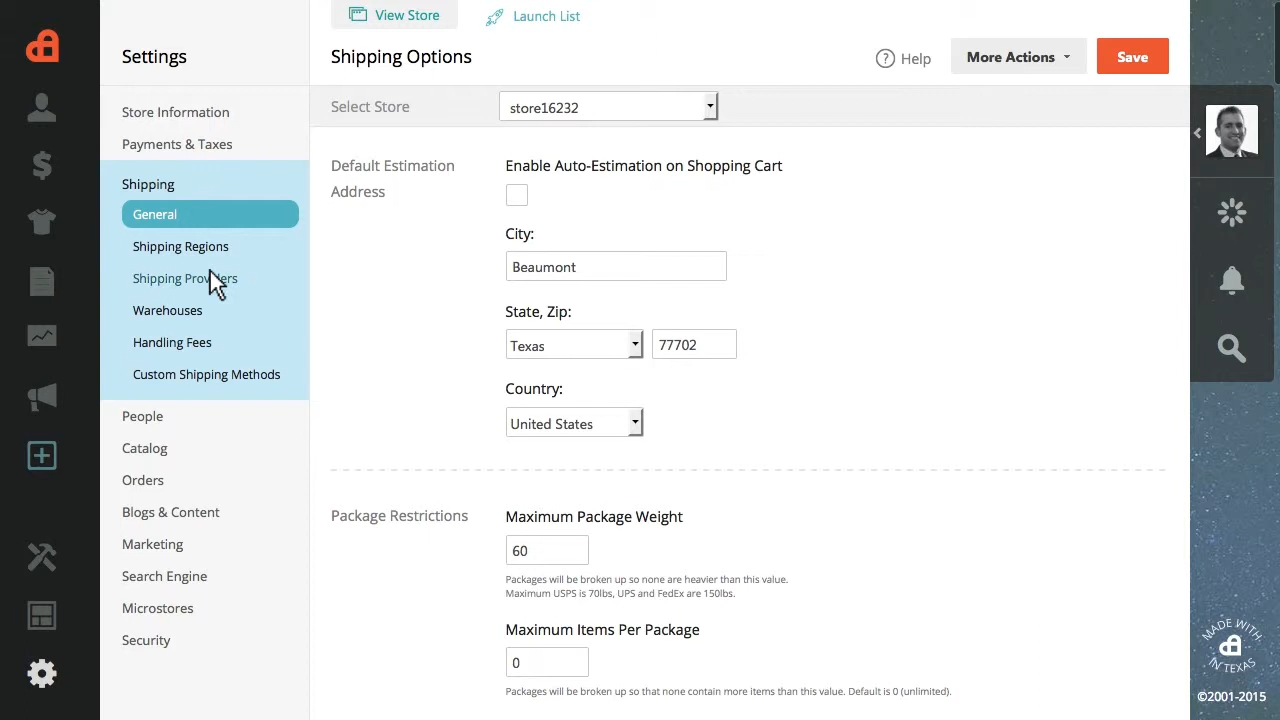 View Store
Launch List
Settings
Shipping Options
Help
More Actions
Save
Store Information
Payments & Taxes
Shipping
General
Shipping Regions
Shipping Providers
Warehouses
Handling Fees
Custom Shipping Methods
People
Catalog
Orders
Blogs & Content
Marketing
Search Engine
Microstores
Security
Select Store
store16232
Default Estimation
Address
Enable Auto-Estimation on Shopping Cart
City:
Beaumont
State, Zip:
Texas
77702
Country:
United States
Package Restrictions
Maximum Package Weight
60
Packages will be broken up so none are heavier than this value.
Maximum USPS is 70lbs, UPS and FedEx are 150lbs.
Maximum Items Per Package
0
Packages will be broken up so that none contain more items than this value. Default is 0 (unlimited).
MADE WITH
IN TEXAS
©2001-2015